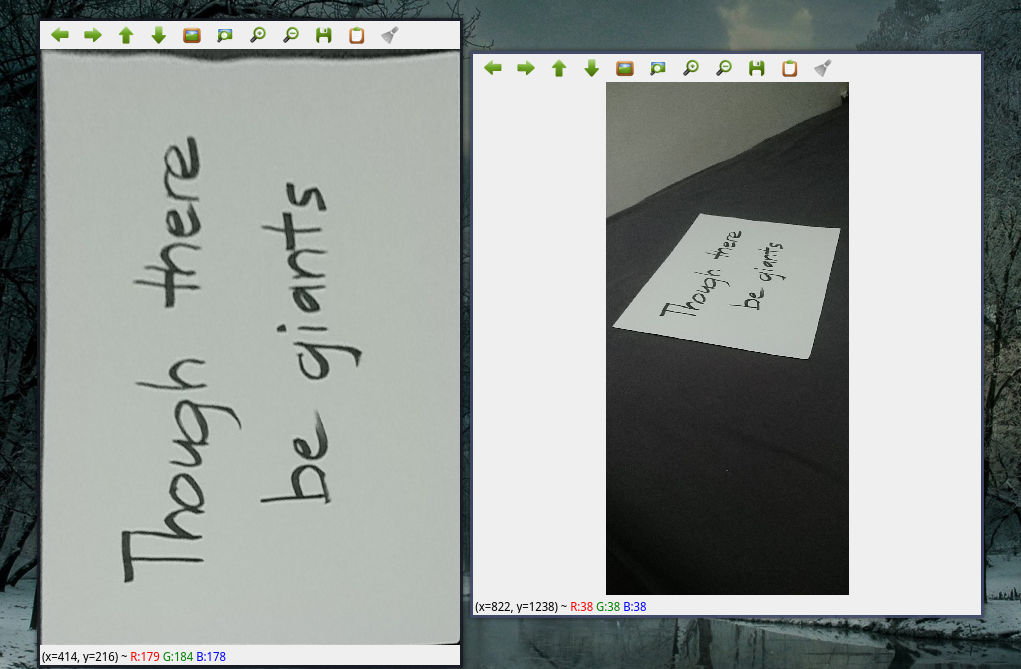 Though there
be giants
(x=414, y=216) ~ R:179 G:184 B:178
Though there
be giants
(x=822, y=1238) ~ R:38 G:38 B:38